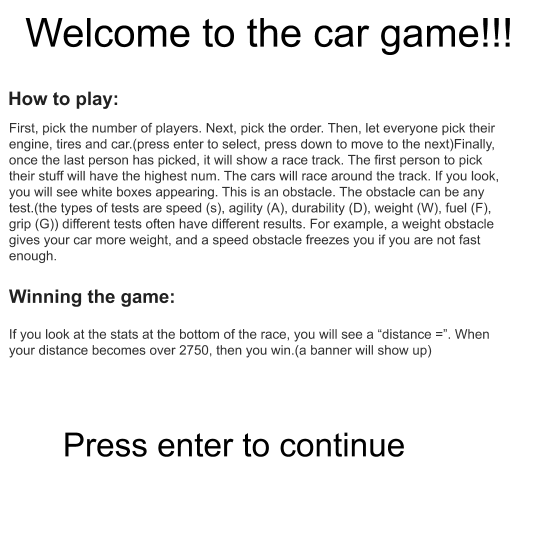 Welcome to the car game!!!
How to play:
First, pick the number of players. Next, pick the order. Then, let everyone pick their
engine, tires and car.(press enter to select, press down to move to the next)Finally,
once the last person has picked, it will show a race track. The first person to pick
their stuff will have the highest num. The cars will race around the track. If you look,
you will see white boxes appearing. This is an obstacle. The obstacle can be any
test.(the types of tests are speed (s), agility (A), durability (D), weight (W), fuel (F),
grip (G)) different tests often have different results. For example, a weight obstacle
gives your car more weight, and a speed obstacle freezes you if you are not fast
enough.
Winning the game:
If you look at the stats at the bottom of the race, you will see a “distance =”. When
your distance becomes over 2750, then you win.(a banner will show up)
Press enter to continue